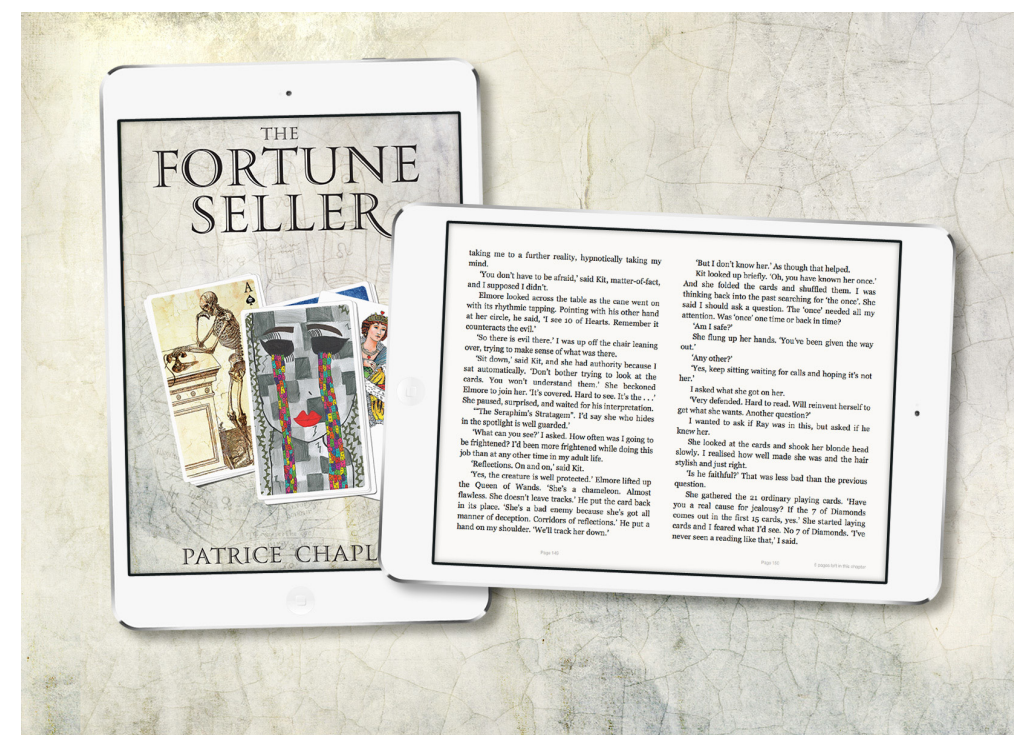 THE
FORTUNE
SELLER
A
PATRICE CHAPL
taking me to a further reality, hypnotically taking my
mind.
'You don't have to be afraid,' said Kit, matter-of-fact,
and I supposed I didn't.
Elmore looked across the table as the cane went on
with its rhythmic tapping. Pointing with his other hand
at her circle, he said, 'I see 10 of Hearts. Remember it
counteracts the evil.'
'So there is evil there.' I was up off the chair leaning
over, trying to make sense of what was there.
'Sit down,' said Kit, and she had authority because I
sat automatically. 'Don't bother trying to look at the
cards. You won't understand them.' She beckoned
Elmore to join her. 'It's covered. Hard to see. It's the . . .'
She paused, surprised, and waited for his interpretation.
'"The Seraphim's Stratagem". I'd say she who hides
in the spotlight is well guarded.'
'What can you see?' I asked. How often was I going to
be frightened? I'd been more frightened while doing this
job than at any other time in my adult life.
'Reflections. On and on,' said Kit.
'Yes, the creature is well protected.' Elmore lifted up
the Queen of Wands. 'She's a chameleon. Almost
flawless. She doesn't leave tracks.' He put the card back
in its place. 'She's a bad enemy because she's got all
manner of deception. Corridors of reflections.' He put a
hand on my shoulder. 'We'll track her down.'
'But I don't know her.' As though that helped.
Kit looked up briefly. 'Oh, you have known her once.'
And she folded the cards and shuffled them. I was
thinking back into the past searching for 'the once'. She
said I should ask a question. The 'once' needed all my
attention. Was 'once' one time or back in time?
'Am I safe?'
She flung up her hands. 'You've been given the way
out.'
'Any other?'
'Yes, keep sitting waiting for calls and hoping it's not
her.'
I asked what she got on her.
'Very defended. Hard to read. Will reinvent herself to
get what she wants. Another question?'
I wanted to ask if Ray was in this, but asked if he
knew her.
She looked at the cards and shook her blonde head
slowly. I realised how well made she was and the hair
stylish and just right.
'Is he faithful?' That was less bad than the previous
question.
She gathered the 21 ordinary playing cards. 'Have
you a real cause for jealousy? If the 7 of Diamonds
comes out in the first 15 cards, yes.' She started laying
cards and I feared what I'd see. No 7 of Diamonds. 'I've
never seen a reading like that,' I said.